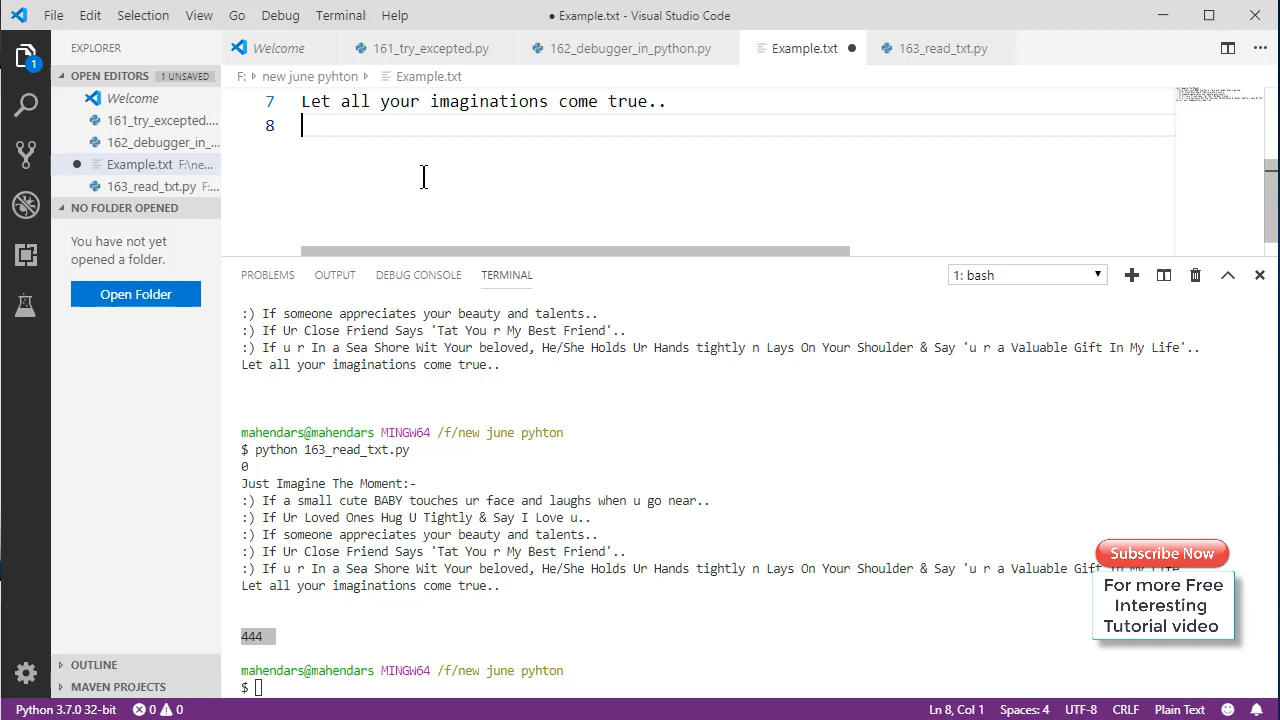 File Edit Selection View Go Debug Terminal Help ● Example.txt - Visual Studio Code
EXPLORER
OPEN EDITORS 1 UNSAVED
Welcome
161_try_excepted....
162_debugger_in_...
Example.txt F:\ne...
163_read_txt.py F:...
NO FOLDER OPENED
You have not yet
opened a folder.
Open Folder
OUTLINE
MAVEN PROJECTS
1
Welcome 161_try_excepted.py 162_debugger_in_python.py Example.txt ● 163_read_txt.py
F: > new june pyhton > Example.txt
7 Let all your imaginations come true..
8
PROBLEMS OUTPUT DEBUG CONSOLE TERMINAL 1: bash
:) If someone appreciates your beauty and talents..
:) If Ur Close Friend Says 'Tat You r My Best Friend'..
:) If u r In a Sea Shore Wit Your beloved, He/She Holds Ur Hands tightly n Lays On Your Shoulder & Say 'u r a Valuable Gift In My Life'..
Let all your imaginations come true..
mahendars@mahendars MINGW64 /f/new june pyhton
$ python 163_read_txt.py
0
Just Imagine The Moment:-
:) If a small cute BABY touches ur face and laughs when u go near..
:) If Ur Loved Ones Hug U Tightly & Say I Love u..
:) If someone appreciates your beauty and talents..
:) If Ur Close Friend Says 'Tat You r My Best Friend'..
:) If u r In a Sea Shore Wit Your beloved, He/She Holds Ur Hands tightly n Lays On Your Shoulder & Say 'u r a Valuable Gift In My Life
Let all your imaginations come true..
444
mahendars@mahendars MINGW64 /f/new june pyhton
$
Subscribe Now
For more Free
Interesting
Tutorial video
Python 3.7.0 32-bit 0 0 Ln 8, Col 1 Spaces: 4 UTF-8 CRLF Plain Text